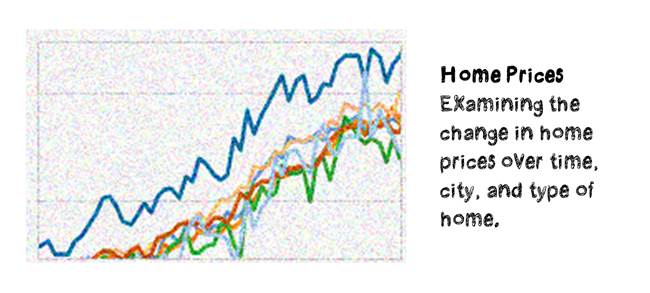 Home Prices
EXamining the
change in home
prices oVer time,
city, and type of
home.